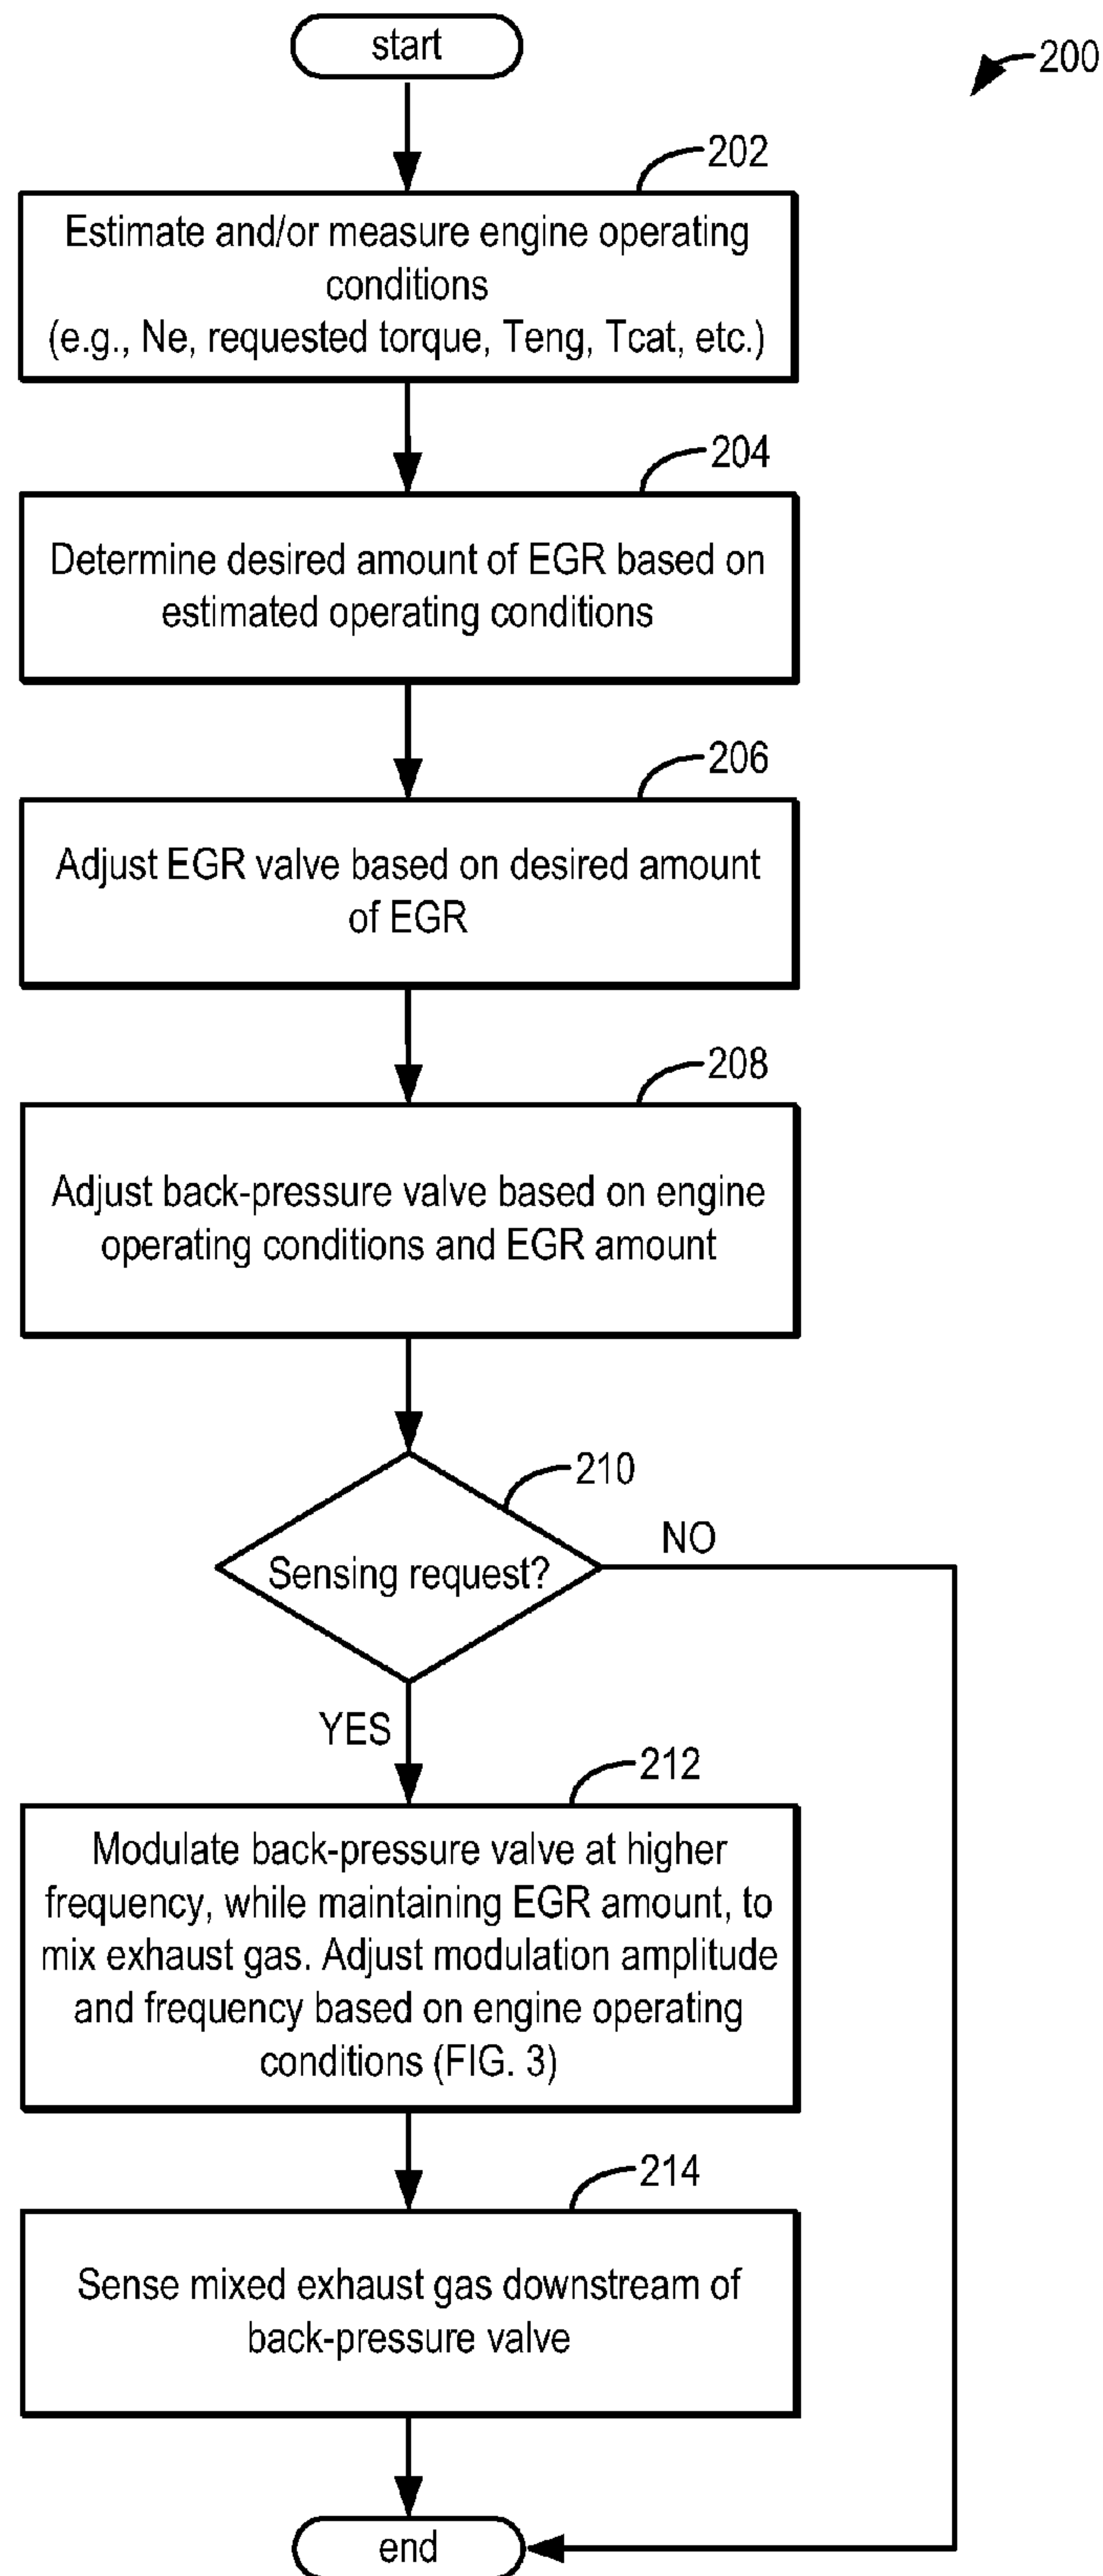 start
200
202
Estimate and/or measure engine operating
conditions
(e.g., Ne, requested torque, Teng, Tcat, etc.)
204
Determine desired amount of EGR based on
estimated operating conditions
206
Adjust EGR valve based on desired amount
of EGR
208
Adjust back-pressure valve based on engine
operating conditions and EGR amount
210
Sensing request?
NO
YES
212
Modulate back-pressure valve at higher
frequency, while maintaining EGR amount, to
mix exhaust gas. Adjust modulation amplitude
and frequency based on engine operating
conditions (FIG. 3)
214
Sense mixed exhaust gas downstream of
back-pressure valve
end